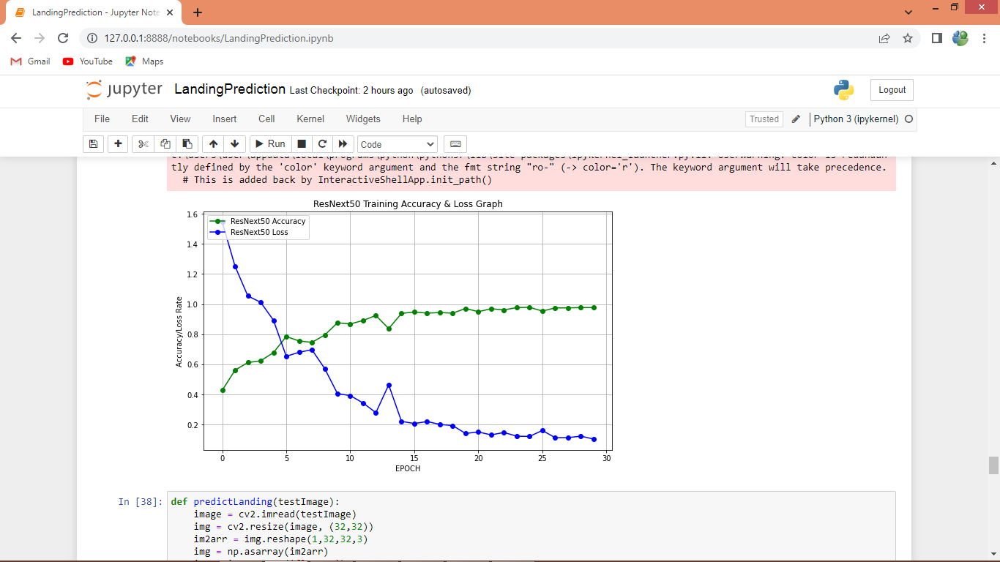 LandingPrediction - Jupyter Note
127.0.0.1:8888/notebooks/LandingPrediction.ipynb
Gmail YouTube Maps
jupyter LandingPrediction Last Checkpoint: 2 hours ago (autosaved) Logout
File Edit View Insert Cell Kernel Widgets Help Trusted Python 3 (ipykernel)
Run Code
tly defined by the 'color' keyword argument and the fmt string "ro-" (-> color='r'). The keyword argument will take precedence.
# This is added back by InteractiveShellApp.init_path()
ResNext50 Training Accuracy & Loss Graph
ResNext50 Accuracy
ResNext50 Loss
1.6
1.4
1.2
1.0
0.8
0.6
0.4
0.2
Accuracy/Loss Rate
0 5 10 15 20 25 30
EPOCH
In [38]: def predictLanding(testImage):
image = cv2.imread(testImage)
img = cv2.resize(image, (32,32))
im2arr = img.reshape(1,32,32,3)
img = np.asarray(im2arr)